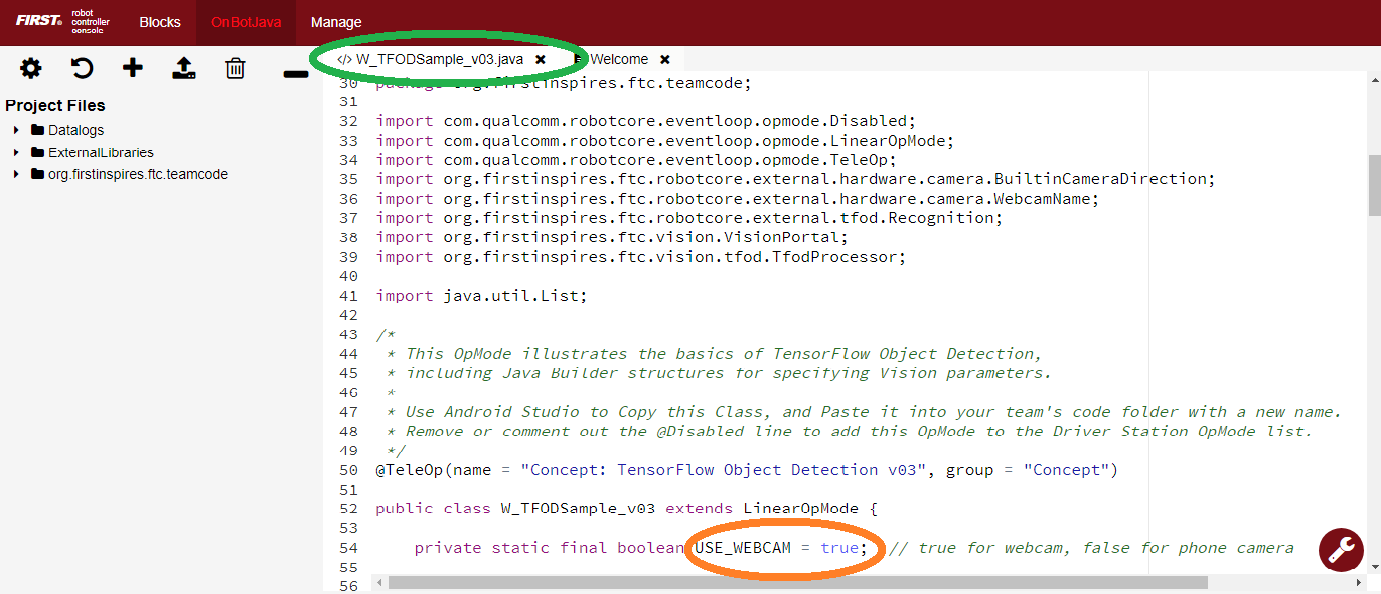 FIRST® robot controller console Blocks OnBotJava Manage
</> W_TFODSample_v03.java ✖ Welcome ✖
Project Files
Datalogs
ExternalLibraries
org.firstinspires.ftc.teamcode
30 package org.firstinspires.ftc.teamcode;
31
32 import com.qualcomm.robotcore.eventloop.opmode.Disabled;
33 import com.qualcomm.robotcore.eventloop.opmode.LinearOpMode;
34 import com.qualcomm.robotcore.eventloop.opmode.TeleOp;
35 import org.firstinspires.ftc.robotcore.external.hardware.camera.BuiltinCameraDirection;
36 import org.firstinspires.ftc.robotcore.external.hardware.camera.WebcamName;
37 import org.firstinspires.ftc.robotcore.external.tfod.Recognition;
38 import org.firstinspires.ftc.vision.VisionPortal;
39 import org.firstinspires.ftc.vision.tfod.TfodProcessor;
40
41 import java.util.List;
42
43 /*
44  * This OpMode illustrates the basics of TensorFlow Object Detection,
45  * including Java Builder structures for specifying Vision parameters.
46  *
47  * Use Android Studio to Copy this Class, and Paste it into your team's code folder with a new name.
48  * Remove or comment out the @Disabled line to add this OpMode to the Driver Station OpMode list.
49  */
50 @TeleOp(name = "Concept: TensorFlow Object Detection v03", group = "Concept")
51
52 public class W_TFODSample_v03 extends LinearOpMode {
53
54     private static final boolean USE_WEBCAM = true;  // true for webcam, false for phone camera
55
56